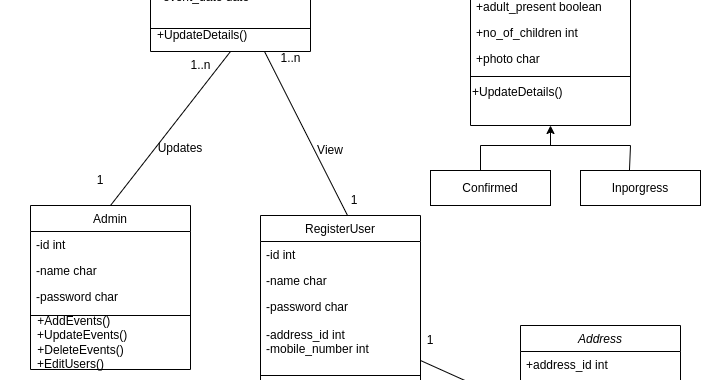 +UpdateDetails()
1..n
1..n
Updates
View
1
1
Admin
-id int
-name char
-password char
+AddEvents()
+UpdateEvents()
+DeleteEvents()
+EditUsers()
RegisterUser
-id int
-name char
-password char
-address_id int
-mobile_number int
1
+adult_present boolean
+no_of_children int
+photo char
+UpdateDetails()
Confirmed
Inporgress
Address
+address_id int